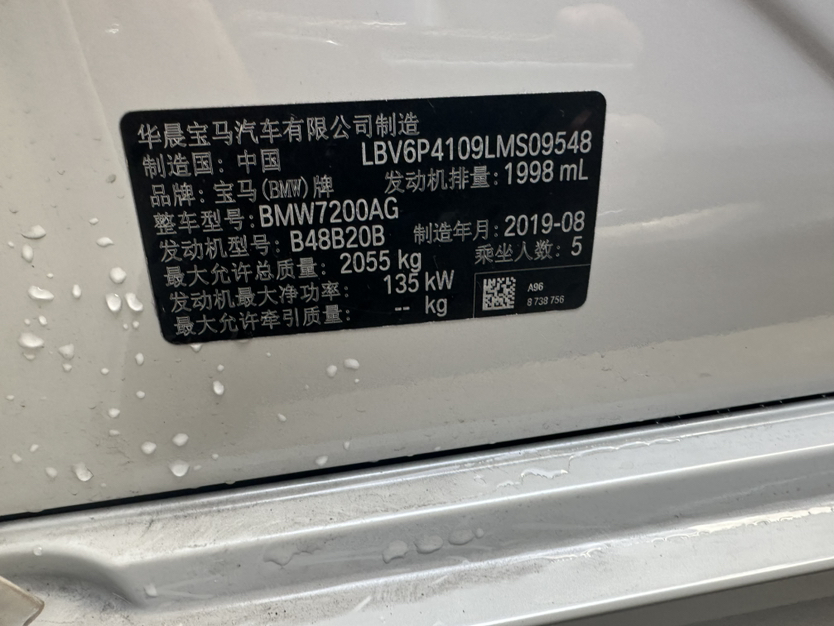 华晨宝马汽车有限公司制造
制造国：中国 LBV6P4109LMS09548
品牌：宝马(BMW)牌 发动机排量：1998 mL
整车型号：BMW7200AG
发动机型号：B48B20B 制造年月：2019-08
最大允许总质量：2055 kg 乘坐人数：5
发动机最大净功率：135 kW
最大允许牵引质量：-- kg
A96
8 738 756